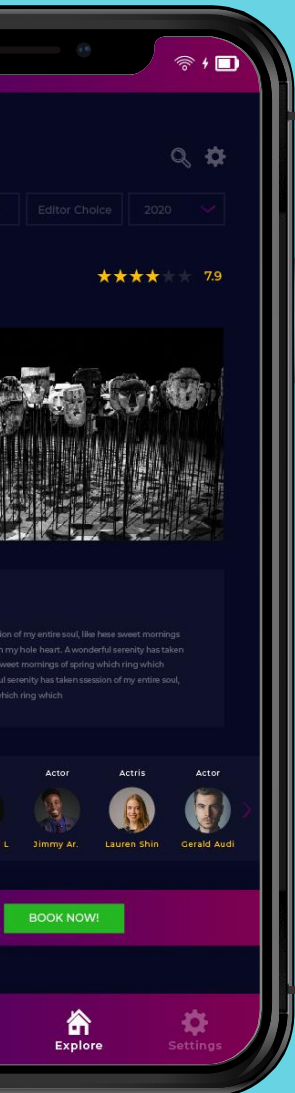 Editor Choice 2020
7.9
ion of my entire soul, like hese sweet mornings
n my hole heart. A wonderful serenity has taken
weet mornings of spring which ring which
ul serenity has taken ssession of my entire soul,
hich ring which
Actor Actris Actor
L Jimmy Ar. Lauren Shin Gerald Audi
BOOK NOW!
Explore Settings